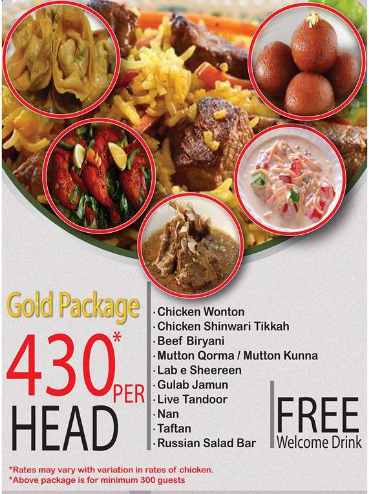 Gold Package
430*
PER
HEAD
· Chicken Wonton
· Chicken Shinwari Tikkah
· Beef Biryani
· Mutton Qorma / Mutton Kunna
· Lab e Sheereen
· Gulab Jamun
· Live Tandoor
· Nan
· Taftan
· Russian Salad Bar
FREE
Welcome Drink
*Rates may vary with variation in rates of chicken.
*Above package is for minimum 300 guests